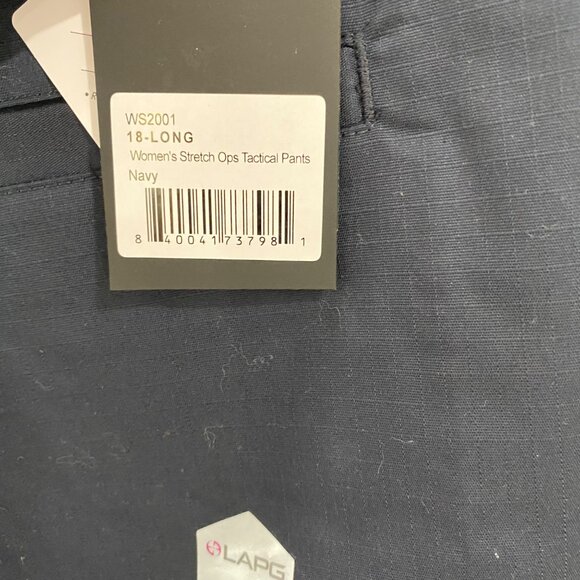 WS2001
18-LONG
Women's Stretch Ops Tactical Pants
Navy
8 40041 73798 1
LAPG